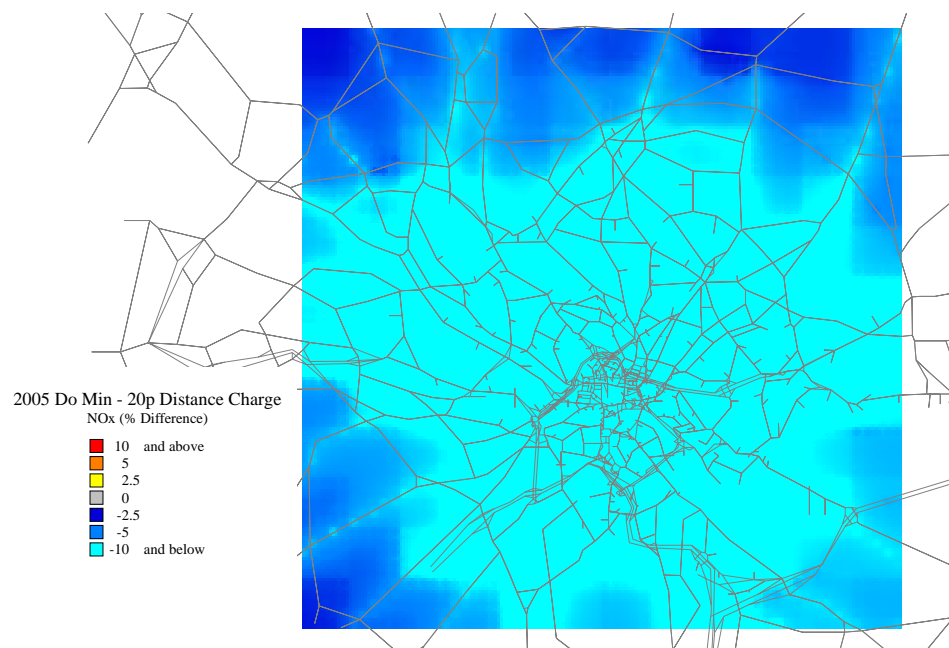 2005 Do Min - 20p Distance Charge
NOx (% Difference)
10 and above
5
2.5
0
-2.5
-5
-10 and below